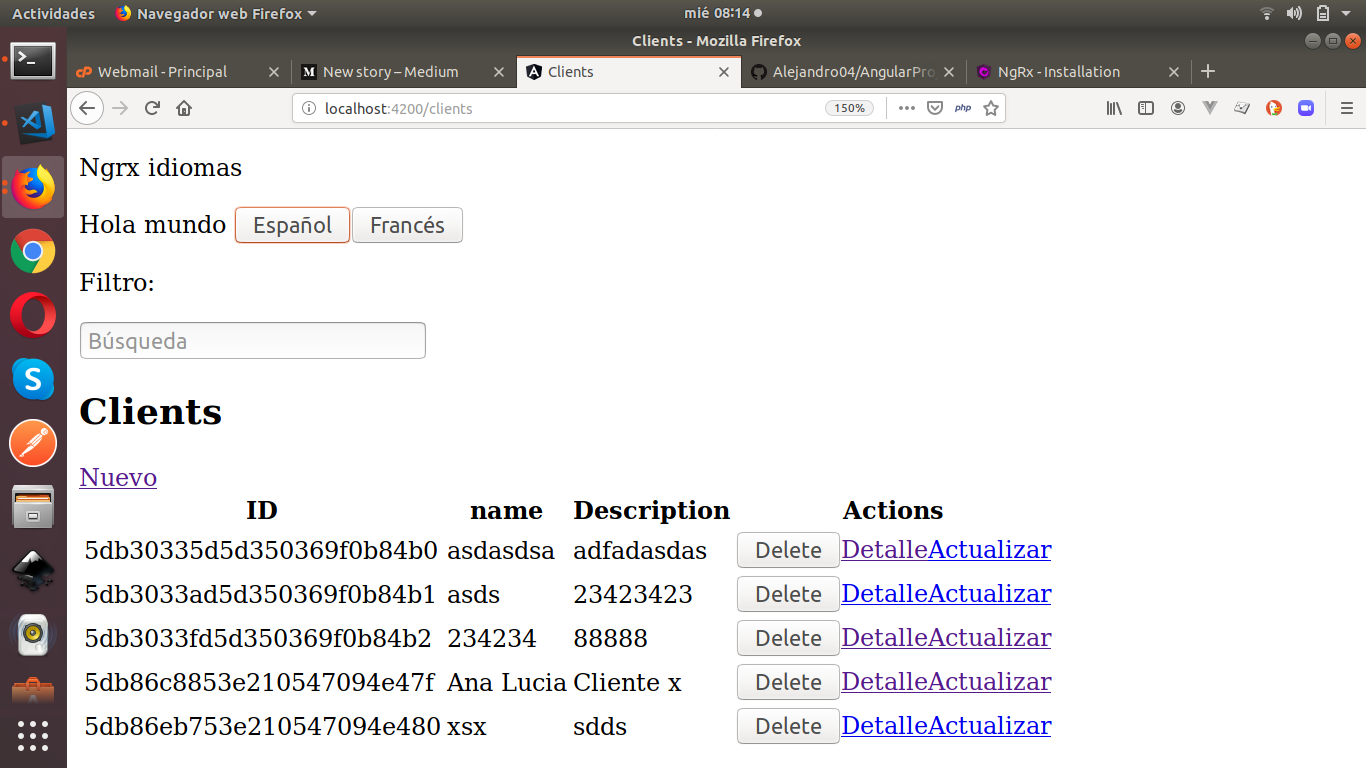 Actividades Navegador web Firefox mié 08:14
Clients - Mozilla Firefox
Webmail - Principal New story – Medium Clients Alejandro04/AngularPro NgRx - Installation
localhost:4200/clients 150% php
Ngrx idiomas
Hola mundo Español Francés
Filtro:
Búsqueda
Clients
Nuevo
ID name Description Actions
5db30335d5d350369f0b84b0 asdasdsa adfadasdas Delete DetalleActualizar
5db3033ad5d350369f0b84b1 asds 23423423 Delete DetalleActualizar
5db3033fd5d350369f0b84b2 234234 88888 Delete DetalleActualizar
5db86c8853e210547094e47f Ana Lucia Cliente x Delete DetalleActualizar
5db86eb753e210547094e480 xsx sdds Delete DetalleActualizar